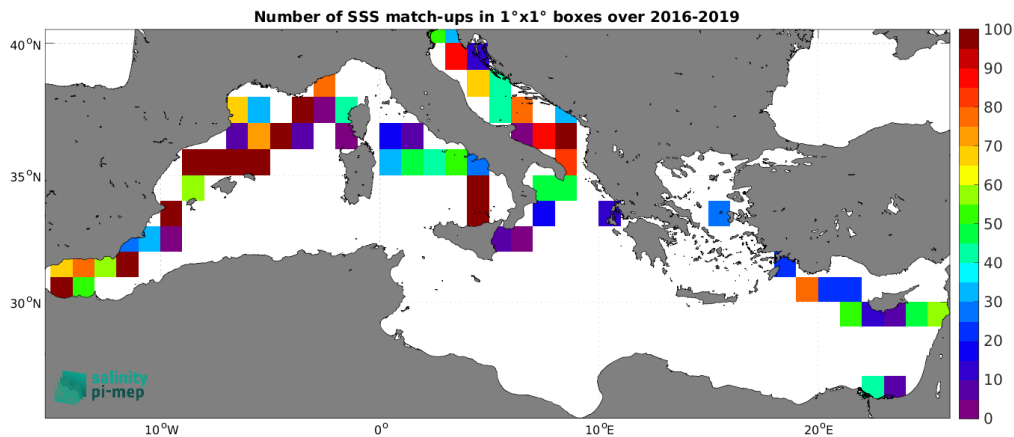 Number of SSS match-ups in 1°x1° boxes over 2016-2019
40°N
35°N
30°N
10°W
0°
10°E
20°E
100
90
80
70
60
50
40
30
20
10
0
salinity
pi-mep